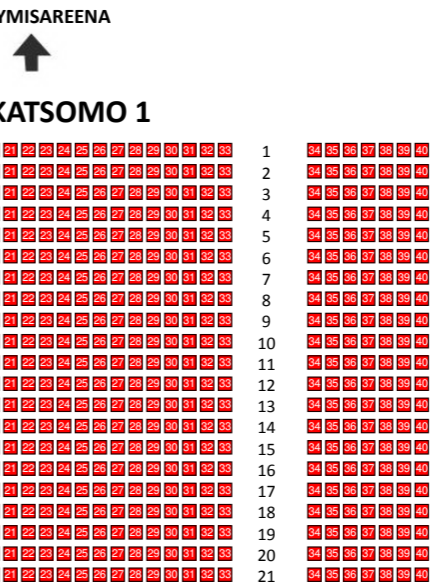 YMISAREENA
KATSOMO 1
21 22 23 24 25 26 27 28 29 30 31 32 33 1 34 35 36 37 38 39 40
21 22 23 24 25 26 27 28 29 30 31 32 33 2 34 35 36 37 38 39 40
21 22 23 24 25 26 27 28 29 30 31 32 33 3 34 35 36 37 38 39 40
21 22 23 24 25 26 27 28 29 30 31 32 33 4 34 35 36 37 38 39 40
21 22 23 24 25 26 27 28 29 30 31 32 33 5 34 35 36 37 38 39 40
21 22 23 24 25 26 27 28 29 30 31 32 33 6 34 35 36 37 38 39 40
21 22 23 24 25 26 27 28 29 30 31 32 33 7 34 35 36 37 38 39 40
21 22 23 24 25 26 27 28 29 30 31 32 33 8 34 35 36 37 38 39 40
21 22 23 24 25 26 27 28 29 30 31 32 33 9 34 35 36 37 38 39 40
21 22 23 24 25 26 27 28 29 30 31 32 33 10 34 35 36 37 38 39 40
21 22 23 24 25 26 27 28 29 30 31 32 33 11 34 35 36 37 38 39 40
21 22 23 24 25 26 27 28 29 30 31 32 33 12 34 35 36 37 38 39 40
21 22 23 24 25 26 27 28 29 30 31 32 33 13 34 35 36 37 38 39 40
21 22 23 24 25 26 27 28 29 30 31 32 33 14 34 35 36 37 38 39 40
21 22 23 24 25 26 27 28 29 30 31 32 33 15 34 35 36 37 38 39 40
21 22 23 24 25 26 27 28 29 30 31 32 33 16 34 35 36 37 38 39 40
21 22 23 24 25 26 27 28 29 30 31 32 33 17 34 35 36 37 38 39 40
21 22 23 24 25 26 27 28 29 30 31 32 33 18 34 35 36 37 38 39 40
21 22 23 24 25 26 27 28 29 30 31 32 33 19 34 35 36 37 38 39 40
21 22 23 24 25 26 27 28 29 30 31 32 33 20 34 35 36 37 38 39 40
21 22 23 24 25 26 27 28 29 30 31 32 33 21 34 35 36 37 38 39 40